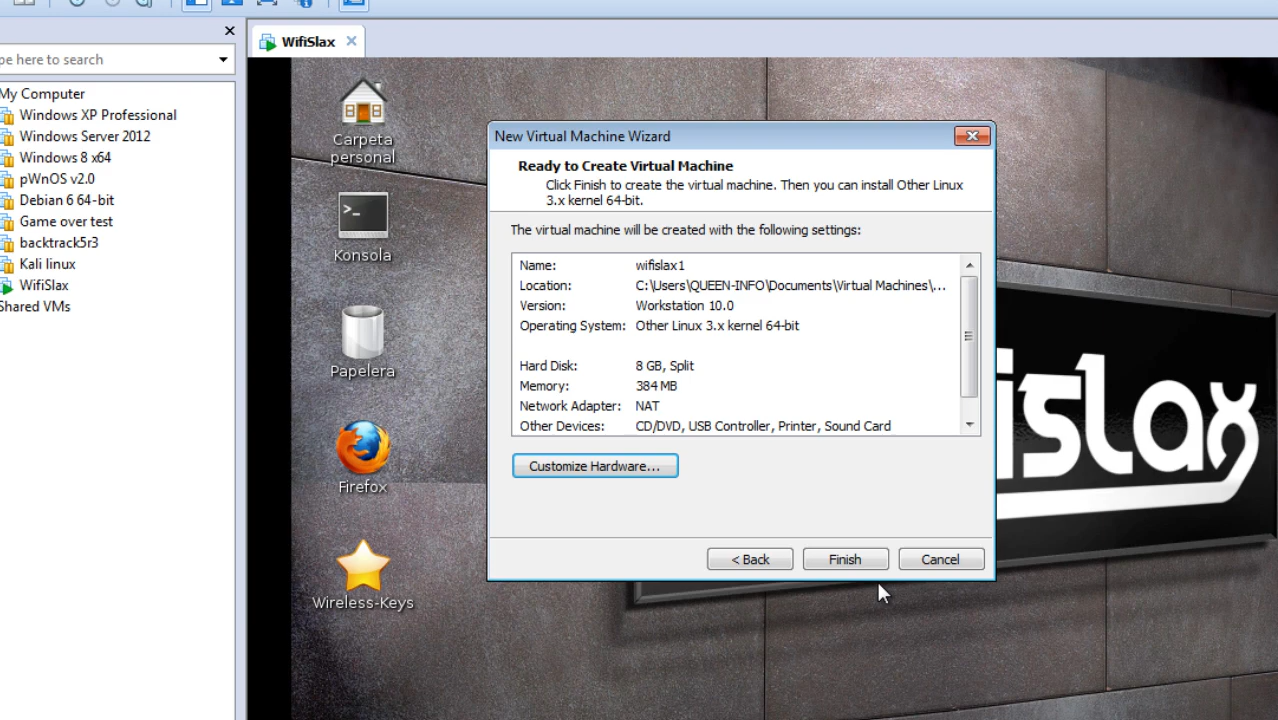 WifiSlax
pe here to search
My Computer
Windows XP Professional
Windows Server 2012
Windows 8 x64
pWnOS v2.0
Debian 6 64-bit
Game over test
backtrack5r3
Kali linux
WifiSlax
Shared VMs
Carpeta
personal
Konsola
Papelera
Firefox
Wireless-Keys
New Virtual Machine Wizard
Ready to Create Virtual Machine
Click Finish to create the virtual machine. Then you can install Other Linux
3.x kernel 64-bit.
The virtual machine will be created with the following settings:
Name: wifislax1
Location: C:\Users\QUEEN-INFO\Documents\Virtual Machines\...
Version: Workstation 10.0
Operating System: Other Linux 3.x kernel 64-bit
Hard Disk: 8 GB, Split
Memory: 384 MB
Network Adapter: NAT
Other Devices: CD/DVD, USB Controller, Printer, Sound Card
Customize Hardware...
< Back Finish Cancel
islax